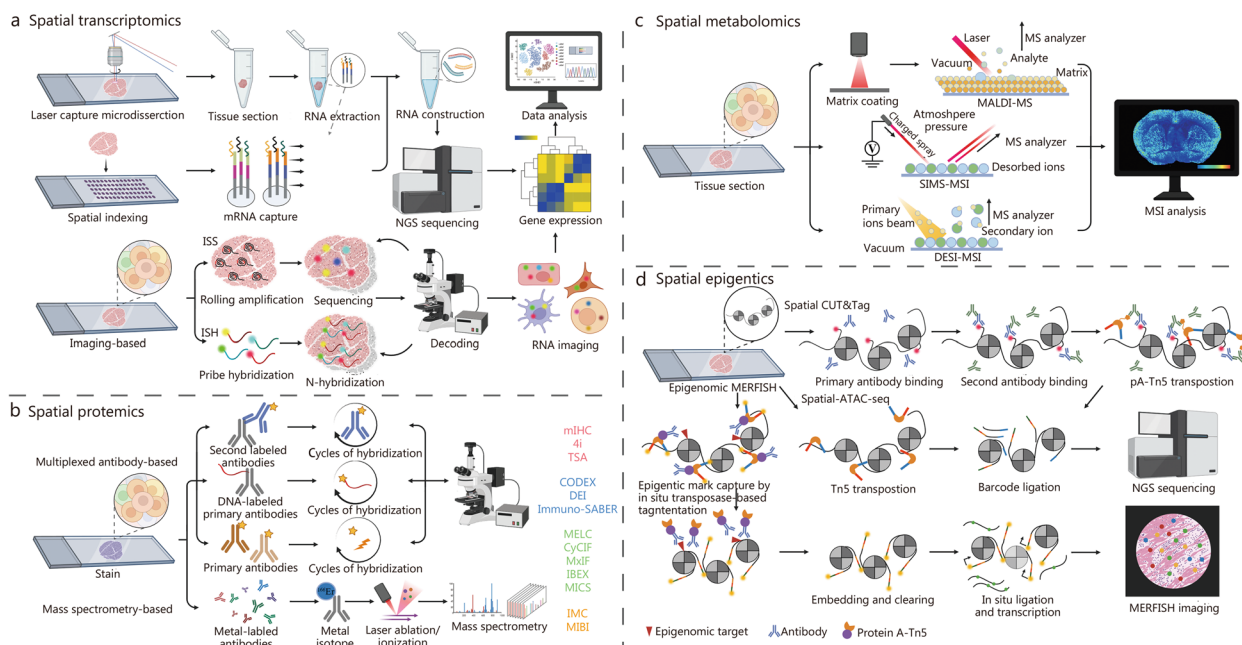 a Spatial transcriptomics
Laser capture microdisserction
Tissue section
RNA extraction
RNA construction
Data analysis
Spatial indexing
mRNA capture
NGS sequencing
Gene expression
ISS
Rolling amplification
Sequencing
Imaging-based
ISH
Pribe hybridization
N-hybridization
Decoding
RNA imaging
b Spatial protemics
Multiplexed antibody-based
Stain
Mass spectrometry-based
Second labeled
antibodies
Cycles of hybridization
DNA-labeled
primary antibodies
Cycles of hybridization
Primary antibodies
Cycles of hybridization
Metal-labled
antibodies
Er
Metal
isotope
Laser ablation/
ionization
Mass spectrometry
mIHC
4i
TSA
CODEX
DEI
Immuno-SABER
MELC
CyCIF
MxIF
IBEX
MICS
IMC
MIBI
c Spatial metabolomics
Tissue section
Matrix coating
Laser
MS analyzer
Vacuum
Analyte
Matrix
MALDI-MS
Atmoshpere
pressure
Charged spray
V
MS analyzer
Desorbed ions
SIMS-MSI
Primary
ions beam
MS analyzer
Secondary ion
Vacuum
DESI-MSI
MSI analysis
d Spatial epigentics
Spatial CUT&Tag
Primary antibody binding
Second antibody binding
pA-Tn5 transpostion
Epigenomic MERFISH
Spatial-ATAC-seq
Epigentic mark capture by
in situ transposase-based
tagntentation
Tn5 transpostion
Barcode ligation
NGS sequencing
Embedding and clearing
In situ ligation
and transcription
MERFISH imaging
Epigenomic target
Antibody
Protein A-Tn5